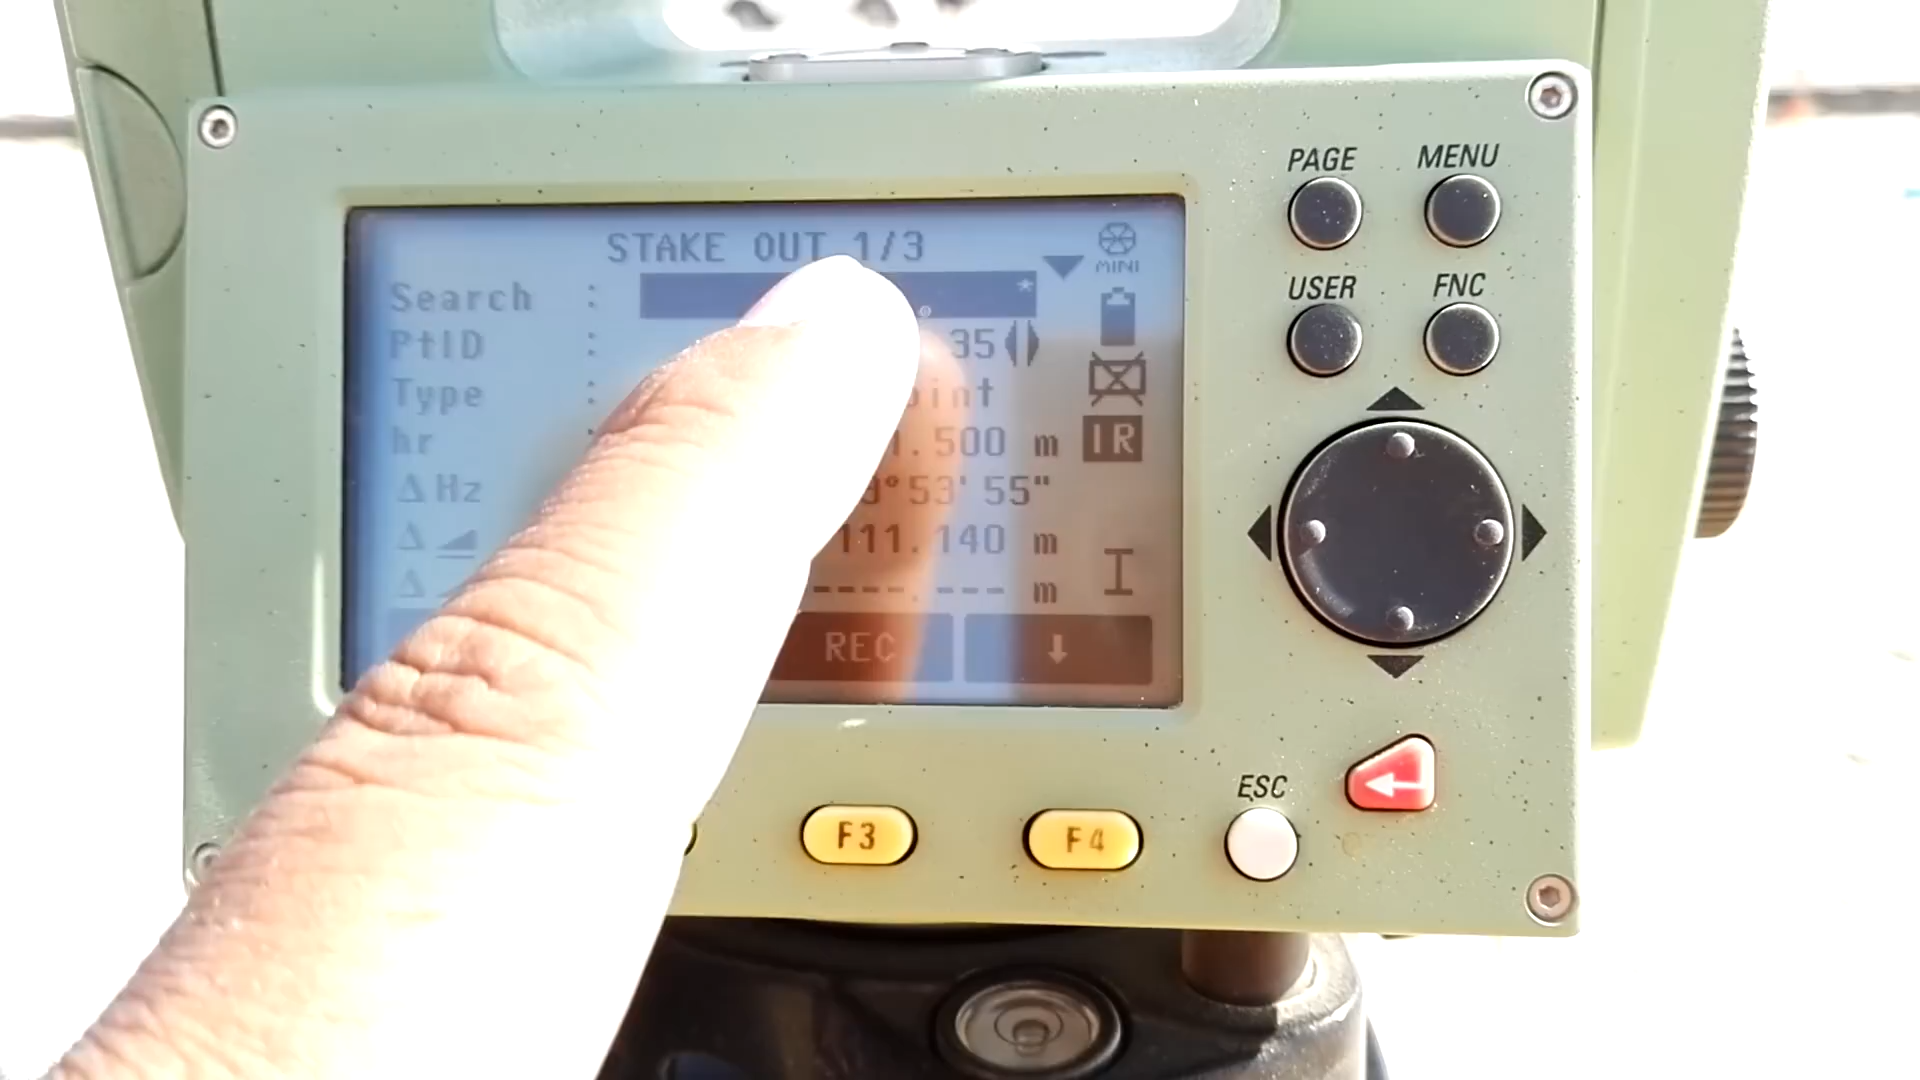 STAKE OUT 1/3
MINI
Search : *
PtID : 35
Type :
hr : .500 m
IR
Δ Hz °53'55"
Δ 111.140 m
Δ -----.--- m
REC ↓
PAGE MENU
USER FNC
ESC
F3 F4